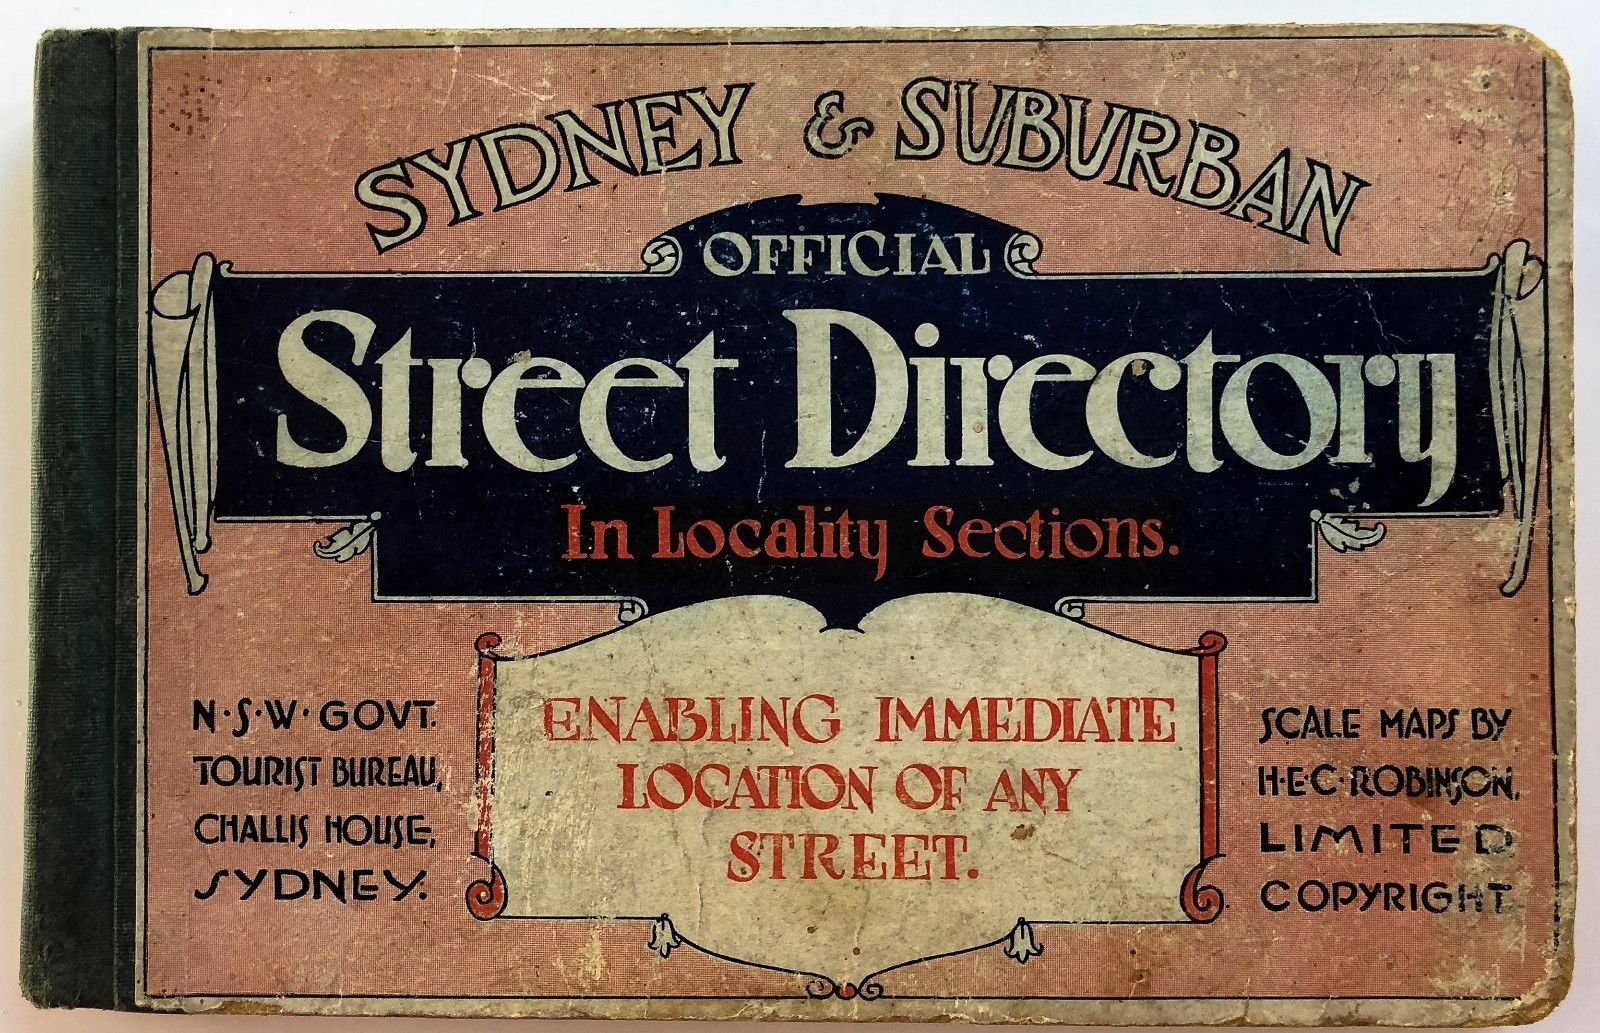 SYDNEY & SUBURBAN
OFFICIAL
Street Directory
In Locality Sections.
N·S·W· GOVT.
TOURIST BUREAU,
CHALLIS HOUSE,
SYDNEY.
ENABLING IMMEDIATE
LOCATION OF ANY
STREET.
SCALE MAPS BY
H·E·C·ROBINSON,
LIMITED
COPYRIGHT